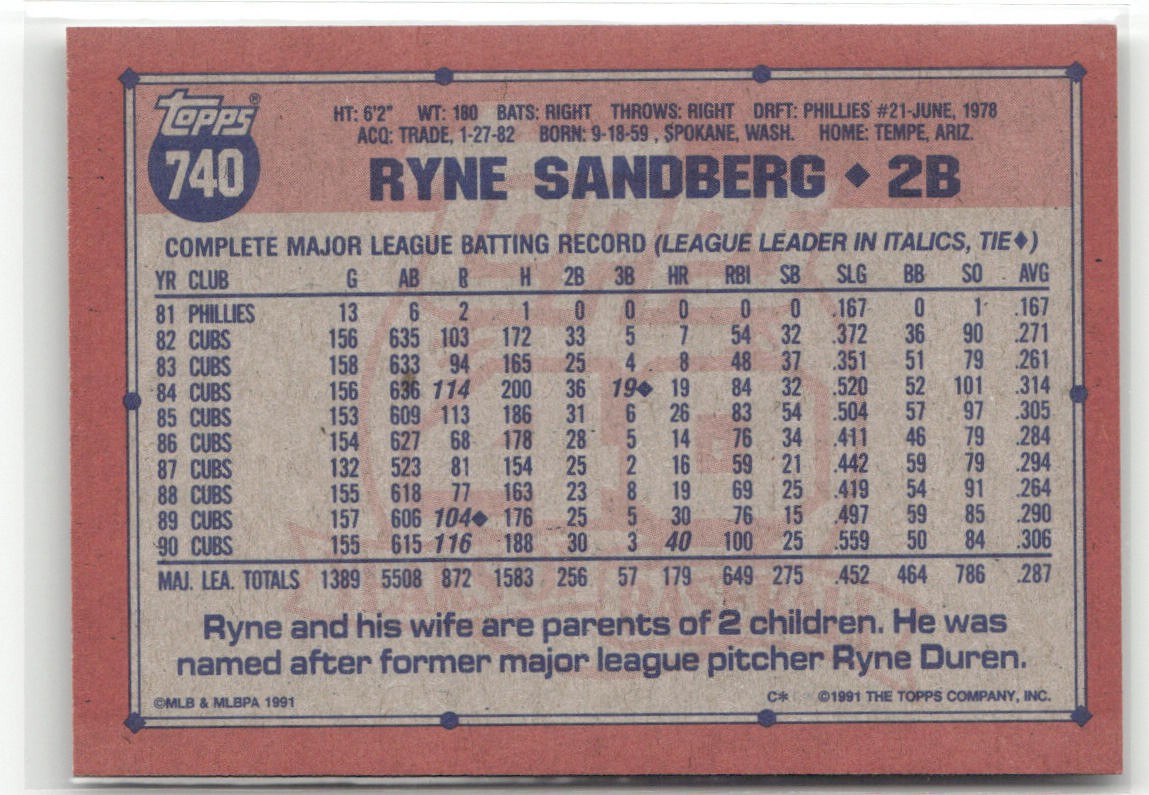 topps®
740
HT: 6'2" WT: 180 BATS: RIGHT THROWS: RIGHT DRFT: PHILLIES #21-JUNE, 1978
ACQ: TRADE, 1-27-82 BORN: 9-18-59 , SPOKANE, WASH. HOME: TEMPE, ARIZ.
RYNE SANDBERG ♦ 2B
COMPLETE MAJOR LEAGUE BATTING RECORD (LEAGUE LEADER IN ITALICS, TIE♦)
YR CLUB G AB R H 2B 3B HR RBI SB SLG BB SO AVG
81 PHILLIES 13 6 2 1 0 0 0 0 0 .167 0 1 .167
82 CUBS 156 635 103 172 33 5 7 54 32 .372 36 90 .271
83 CUBS 158 633 94 165 25 4 8 48 37 .351 51 79 .261
84 CUBS 156 636 114 200 36 19♦ 19 84 32 .520 52 101 .314
85 CUBS 153 609 113 186 31 6 26 83 54 .504 57 97 .305
86 CUBS 154 627 68 178 28 5 14 76 34 .411 46 79 .284
87 CUBS 132 523 81 154 25 2 16 59 21 .442 59 79 .294
88 CUBS 155 618 77 163 23 8 19 69 25 .419 54 91 .264
89 CUBS 157 606 104♦ 176 25 5 30 76 15 .497 59 85 .290
90 CUBS 155 615 116 188 30 3 40 100 25 .559 50 84 .306
MAJ. LEA. TOTALS 1389 5508 872 1583 256 57 179 649 275 .452 464 786 .287
Ryne and his wife are parents of 2 children. He was
named after former major league pitcher Ryne Duren.
©MLB & MLBPA 1991 C* ©1991 THE TOPPS COMPANY, INC.